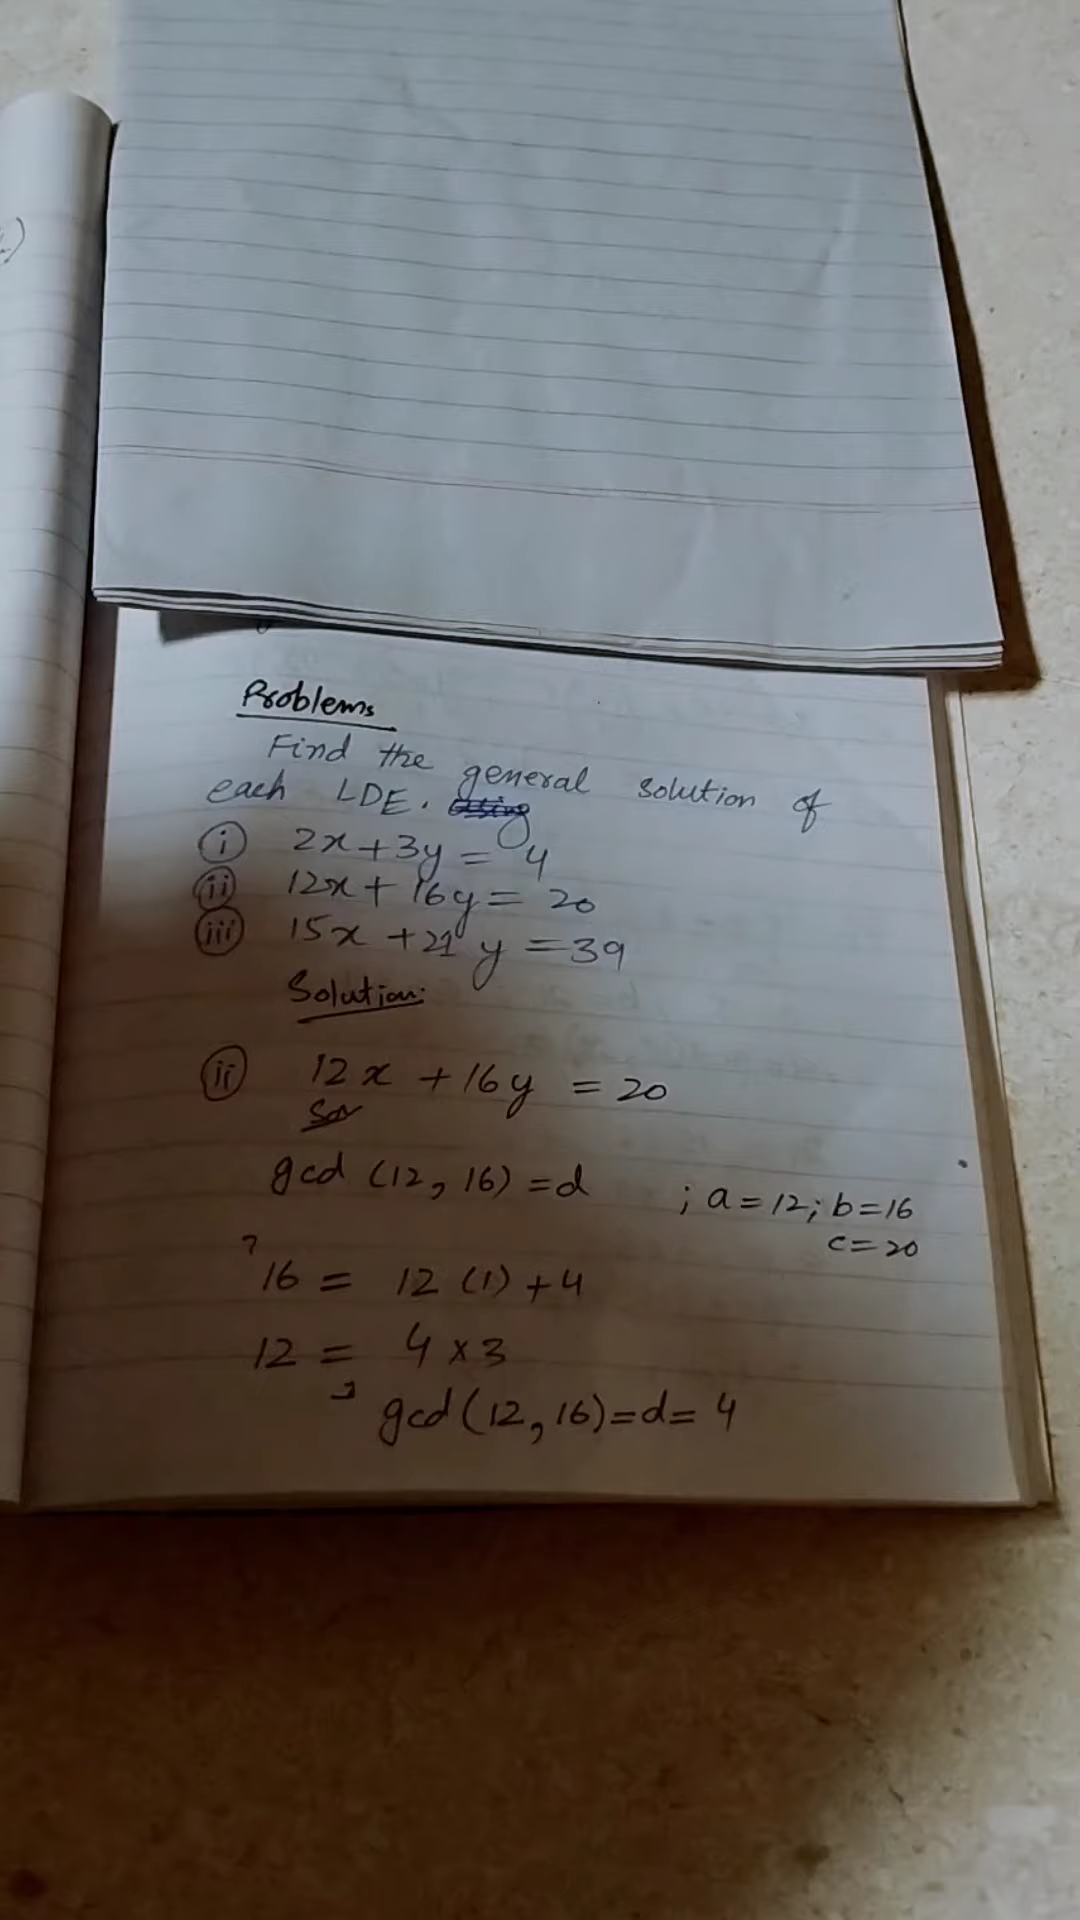 Problems
Find the general solution of
each LDE.
(i) 2x + 3y = 4
(ii) 12x + 16y = 20
(iii) 15x + 21y = 39
Solution:
(ii) 12x + 16y = 20
gcd (12, 16) = d ; a = 12; b = 16
c = 20
16 = 12 (1) + 4
12 = 4 × 3
gcd (12, 16) = d = 4